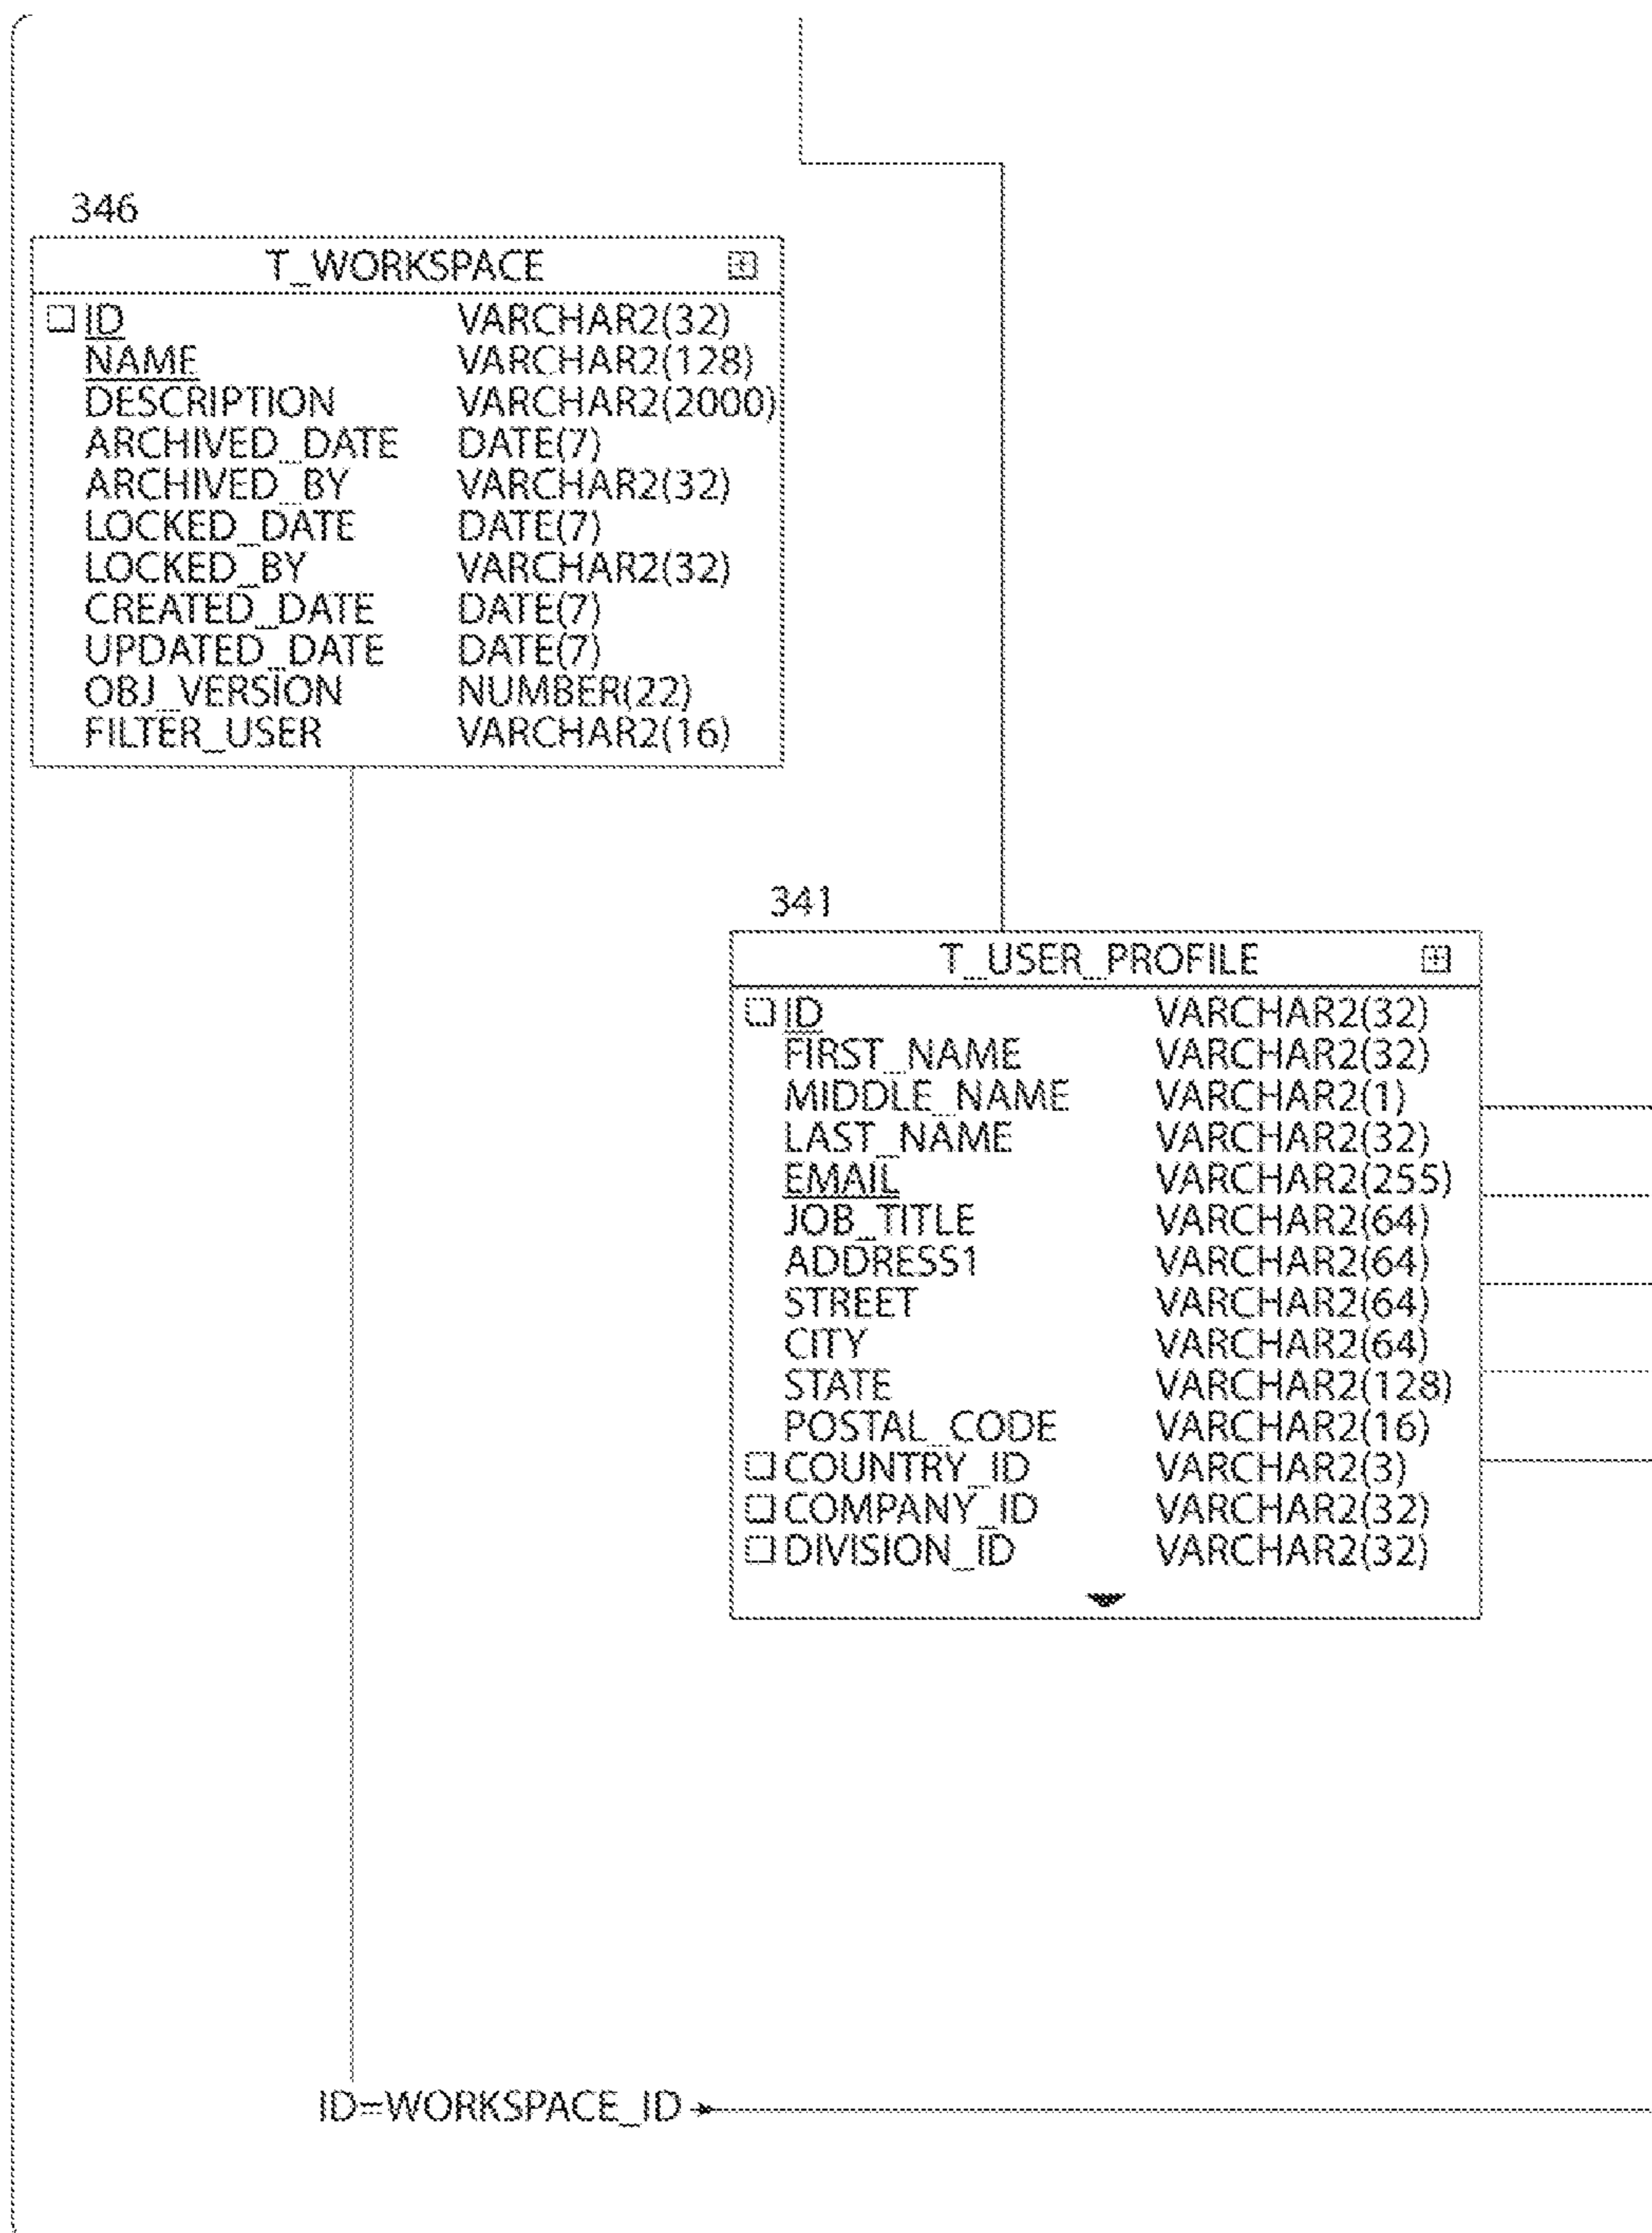 346
T_WORKSPACE
ID VARCHAR2(32)
NAME VARCHAR2(128)
DESCRIPTION VARCHAR2(2000)
ARCHIVED_DATE DATE(7)
ARCHIVED_BY VARCHAR2(32)
LOCKED_DATE DATE(7)
LOCKED_BY VARCHAR2(32)
CREATED_DATE DATE(7)
UPDATED_DATE DATE(7)
OBJ_VERSION NUMBER(22)
FILTER_USER VARCHAR2(16)
341
T_USER_PROFILE
ID VARCHAR2(32)
FIRST_NAME VARCHAR2(32)
MIDDLE_NAME VARCHAR2(1)
LAST_NAME VARCHAR2(32)
EMAIL VARCHAR2(255)
JOB_TITLE VARCHAR2(64)
ADDRESS1 VARCHAR2(64)
STREET VARCHAR2(64)
CITY VARCHAR2(64)
STATE VARCHAR2(128)
POSTAL_CODE VARCHAR2(16)
COUNTRY_ID VARCHAR2(3)
COMPANY_ID VARCHAR2(32)
DIVISION_ID VARCHAR2(32)
ID=WORKSPACE_ID